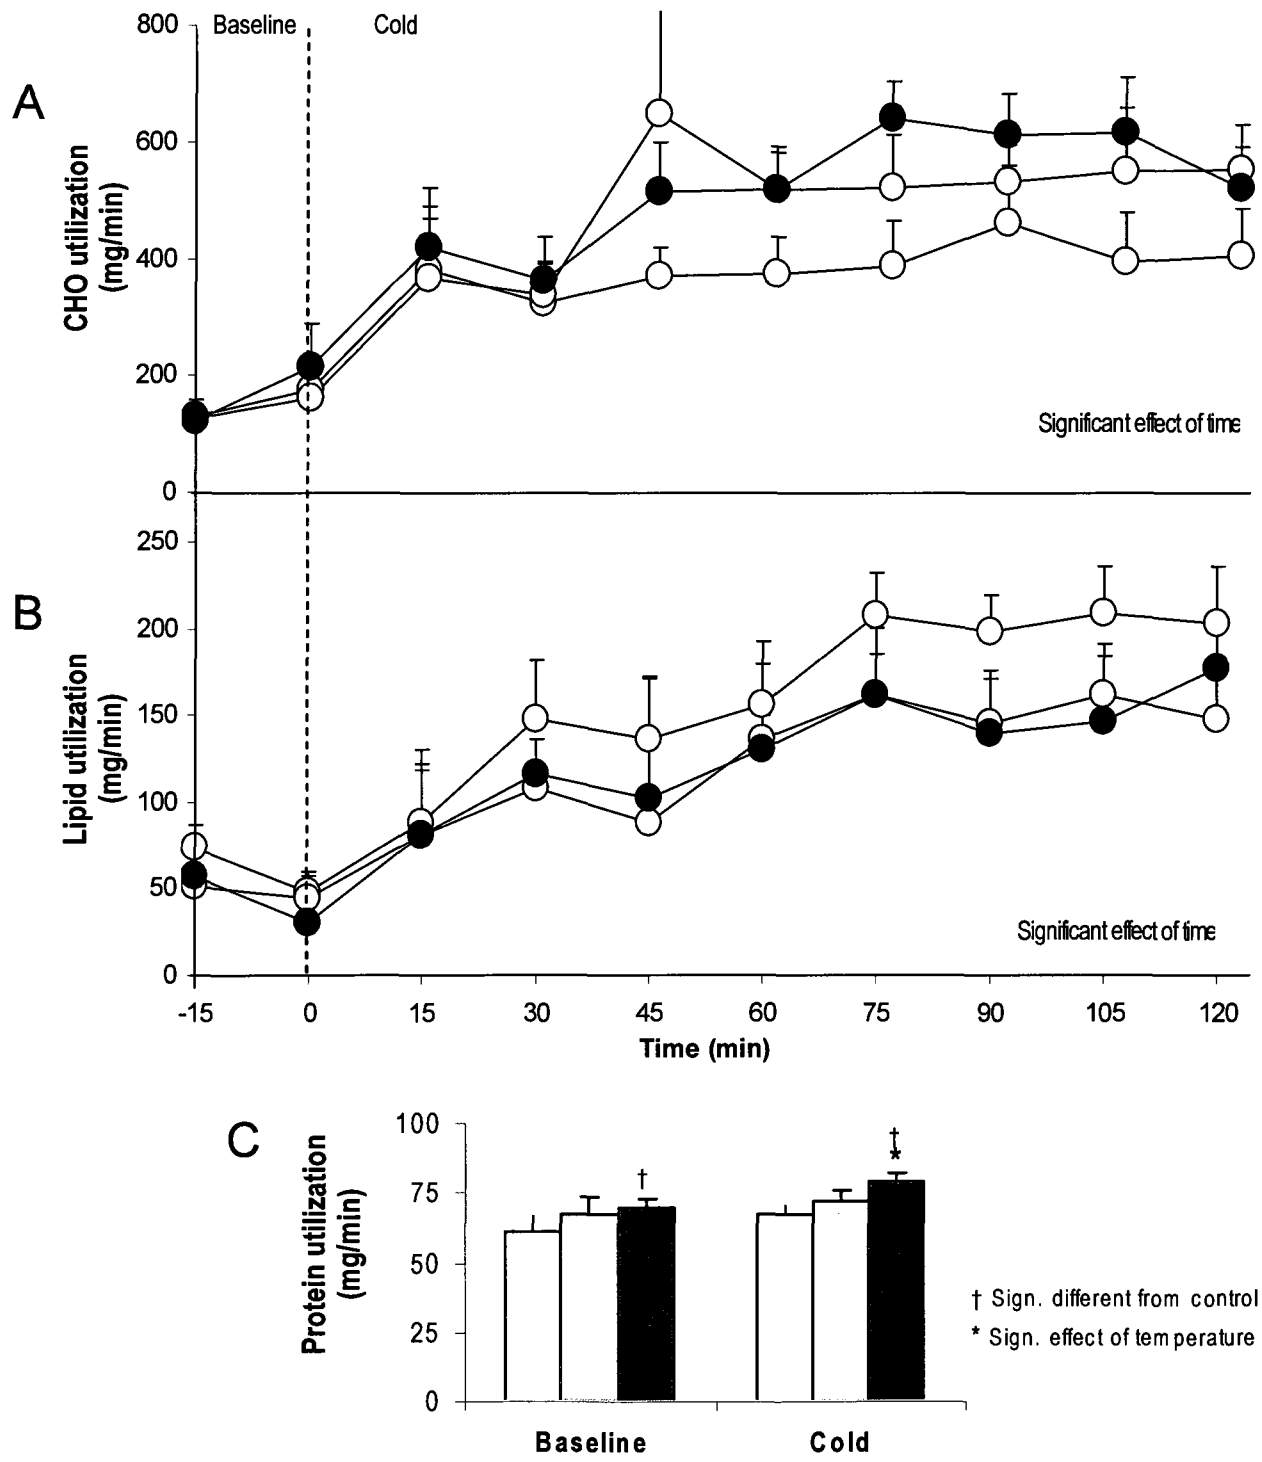 800
Baseline
Cold
A
600
CHO utilization
(mg/min)
400
200
Significant effect of time
0
250
B
200
Lipid utilization
(mg/min)
150
100
50
Significant effect of time
0
-15 0 15 30 45 60 75 90 105 120
Time (min)
C
100
Protein utilization
(mg/min)
†
†
*
75
50
25
0
† Sign. different from control
* Sign. effect of temperature
Baseline Cold